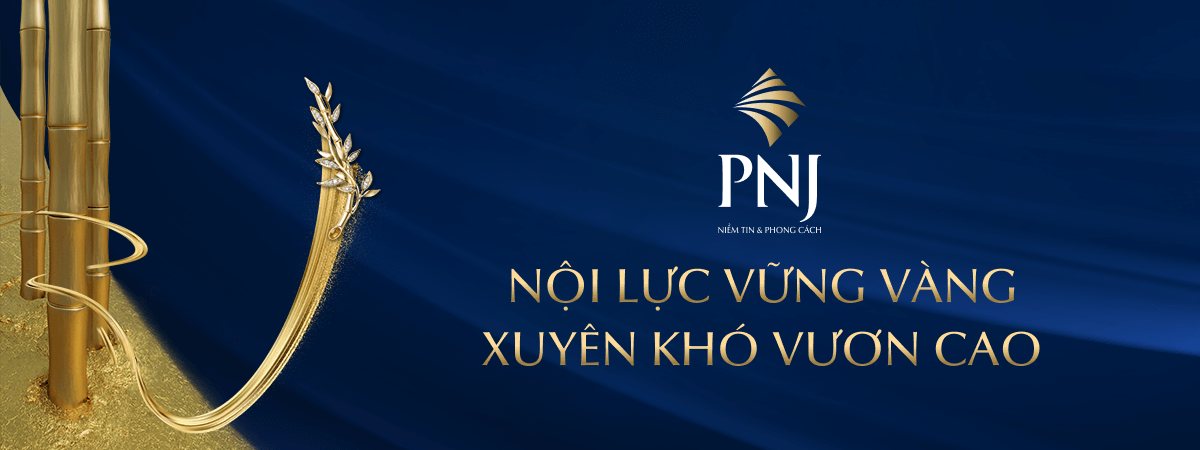 PNJ
NIỀM TIN & PHONG CÁCH
NỘI LỰC VỮNG VÀNG
XUYÊN KHÓ VƯƠN CAO